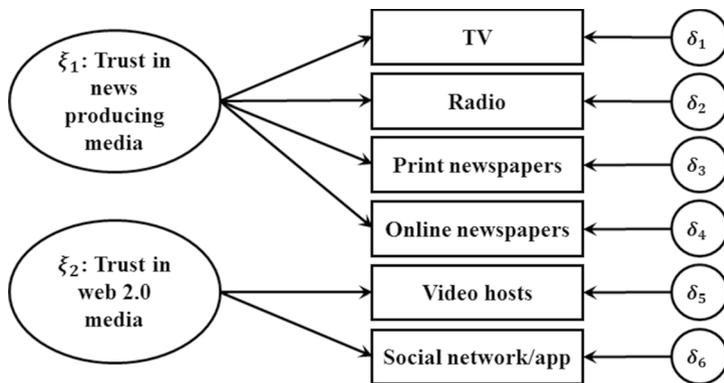 ξ₁: Trust in
news
producing
media
TV
δ₁
Radio
δ₂
Print newspapers
δ₃
Online newspapers
δ₄
ξ₂: Trust in
web 2.0
media
Video hosts
δ₅
Social network/app
δ₆